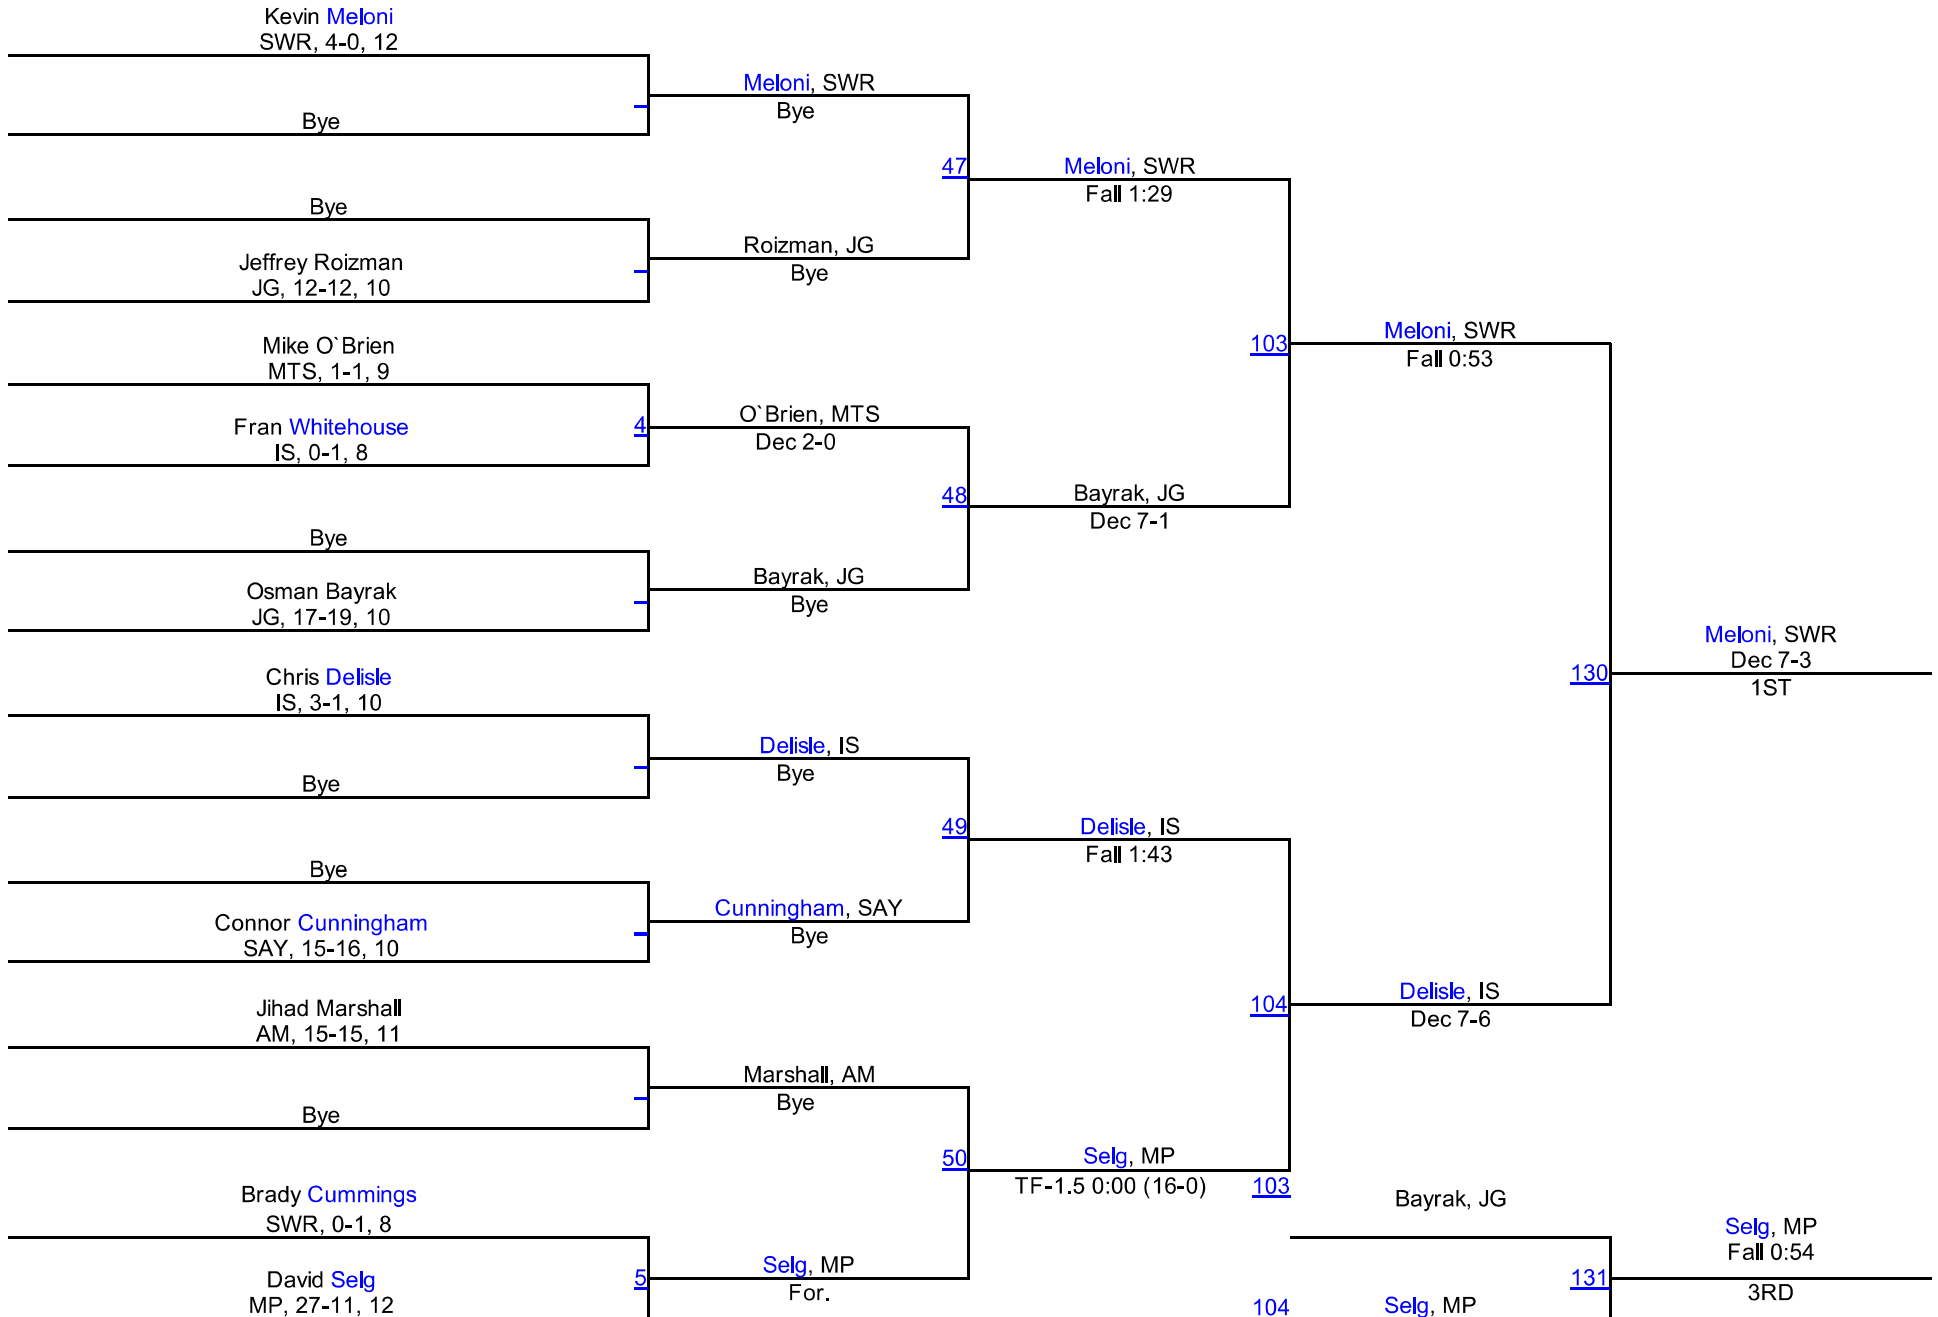 Kevin Meloni
SWR, 4-0, 12
Bye
Bye
Jeffrey Roizman
JG, 12-12, 10
Mike O`Brien
MTS, 1-1, 9
Fran Whitehouse
IS, 0-1, 8
4
Bye
Osman Bayrak
JG, 17-19, 10
Chris Delisle
IS, 3-1, 10
Bye
Bye
Connor Cunningham
SAY, 15-16, 10
Jihad Marshall
AM, 15-15, 11
Bye
Brady Cummings
SWR, 0-1, 8
David Selg
MP, 27-11, 12
5
Meloni, SWR
Bye
47
Roizman, JG
Bye
O`Brien, MTS
Dec 2-0
48
Bayrak, JG
Bye
Delisle, IS
Bye
49
Cunningham, SAY
Bye
Marshall, AM
Bye
50
Selg, MP
For.
Meloni, SWR
Fall 1:29
103
Bayrak, JG
Dec 7-1
Delisle, IS
Fall 1:43
104
Selg, MP
TF-1.5 0:00 (16-0)
Meloni, SWR
Fall 0:53
130
Delisle, IS
Dec 7-6
Meloni, SWR
Dec 7-3
1ST
103
Bayrak, JG
131
104
Selg, MP
Selg, MP
Fall 0:54
3RD